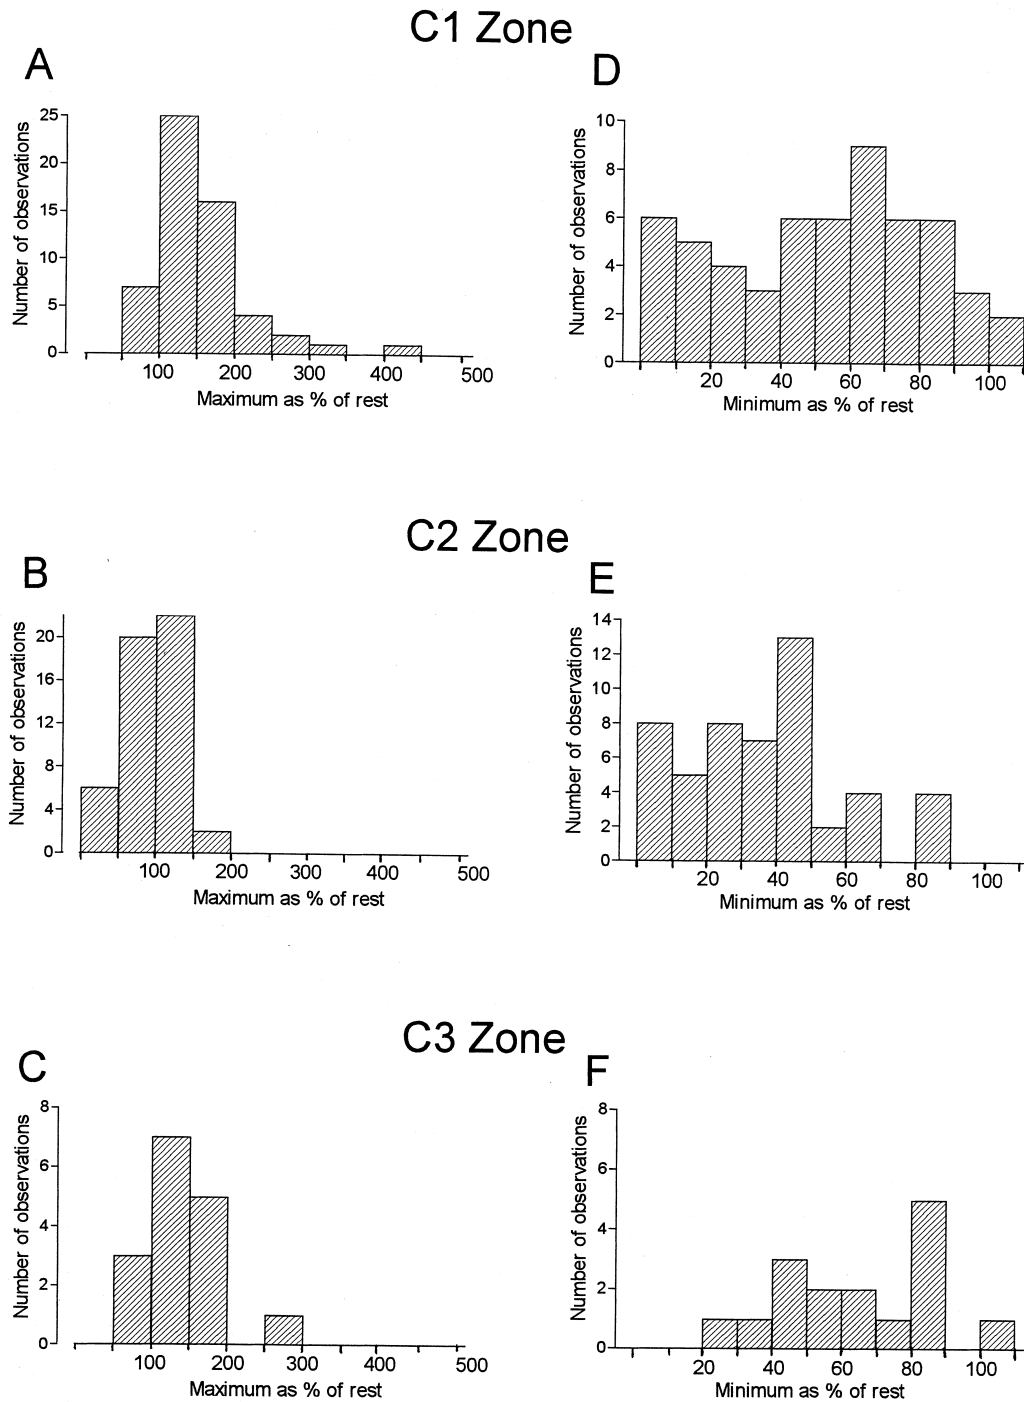 C1 Zone
A
Number of observations
25
20
15
10
5
0
100 200 300 400 500
Maximum as % of rest
D
Number of observations
10
8
6
4
2
0
20 40 60 80 100
Minimum as % of rest
C2 Zone
B
Number of observations
20
16
12
8
4
0
100 200 300 400 500
Maximum as % of rest
E
Number of observations
14
12
10
8
6
4
2
0
20 40 60 80 100
Minimum as % of rest
C3 Zone
C
Number of observations
8
6
4
2
0
100 200 300 400 500
Maximum as % of rest
F
Number of observations
8
6
4
2
0
20 40 60 80 100
Minimum as % of rest